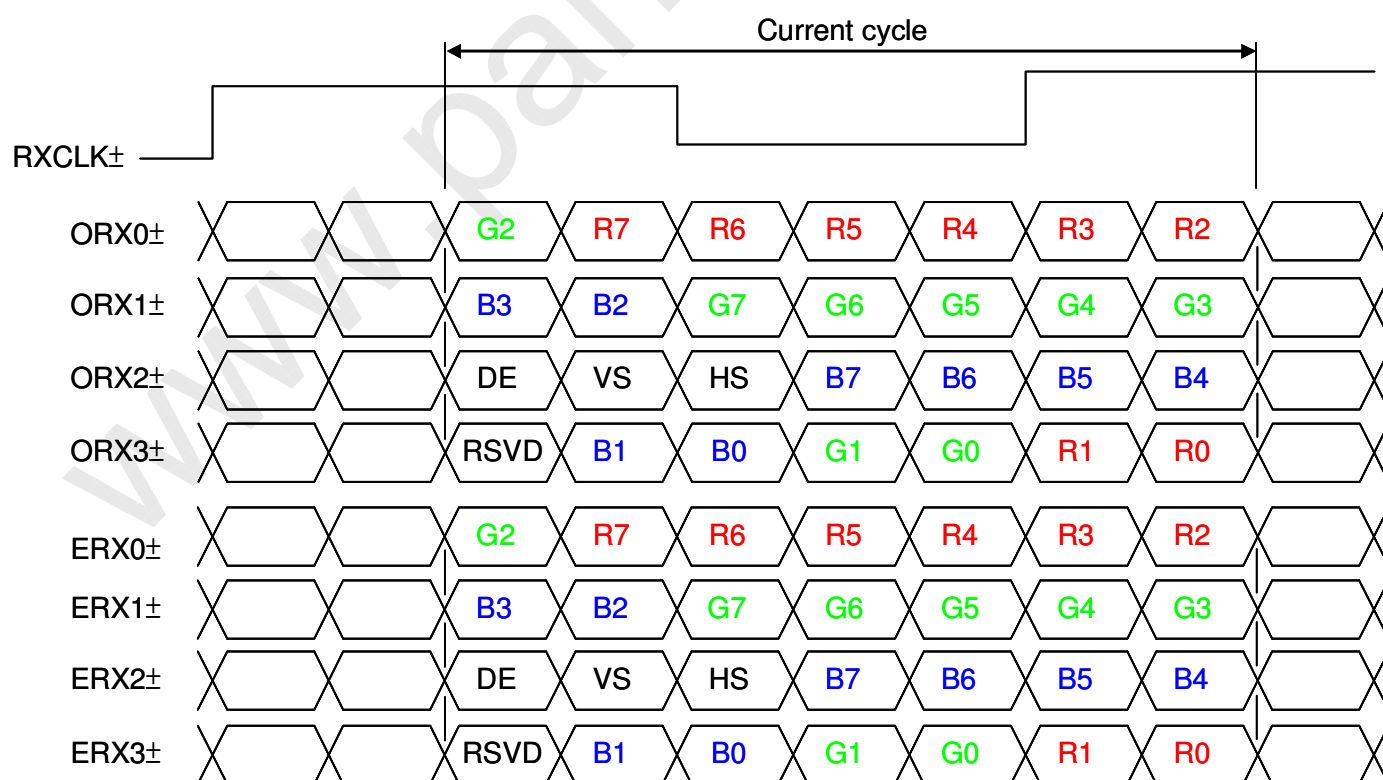 Current cycle
RXCLK±
ORX0± G2 R7 R6 R5 R4 R3 R2
ORX1± B3 B2 G7 G6 G5 G4 G3
ORX2± DE VS HS B7 B6 B5 B4
ORX3± RSVD B1 B0 G1 G0 R1 R0
ERX0± G2 R7 R6 R5 R4 R3 R2
ERX1± B3 B2 G7 G6 G5 G4 G3
ERX2± DE VS HS B7 B6 B5 B4
ERX3± RSVD B1 B0 G1 G0 R1 R0
www.pan